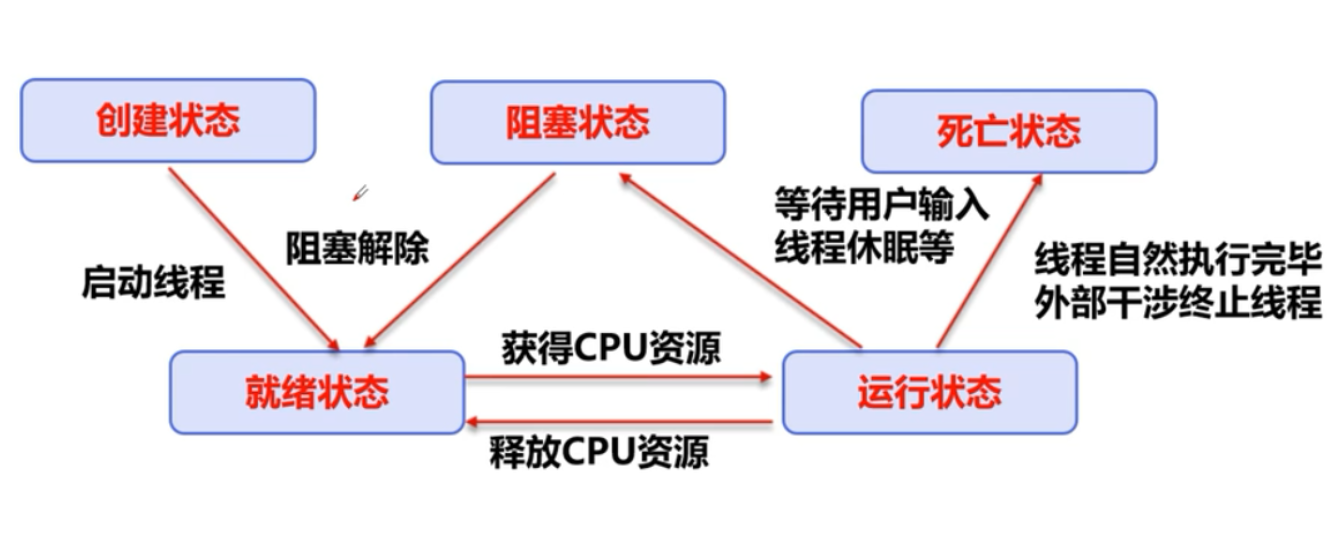 创建状态
阻塞状态
死亡状态
等待用户输入
线程休眠等
阻塞解除
启动线程
线程自然执行完毕
外部干涉终止线程
获得CPU资源
就绪状态
运行状态
释放CPU资源